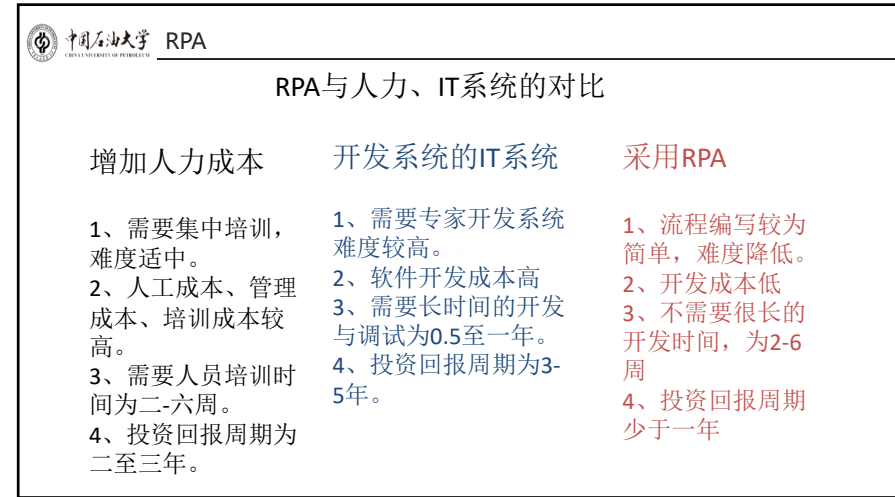 中国石油大学 RPA
CHINA UNIVERSITY OF PETROLEUM
RPA与人力、IT系统的对比
增加人力成本
1、需要集中培训，
难度适中。
2、人工成本、管理
成本、培训成本较
高。
3、需要人员培训时
间为二-六周。
4、投资回报周期为
二至三年。
开发系统的IT系统
1、需要专家开发系统
难度较高。
2、软件开发成本高
3、需要长时间的开发
与调试为0.5至一年。
4、投资回报周期为3-
5年。
采用RPA
1、流程编写较为
简单，难度降低。
2、开发成本低
3、不需要很长的
开发时间，为2-6
周
4、投资回报周期
少于一年